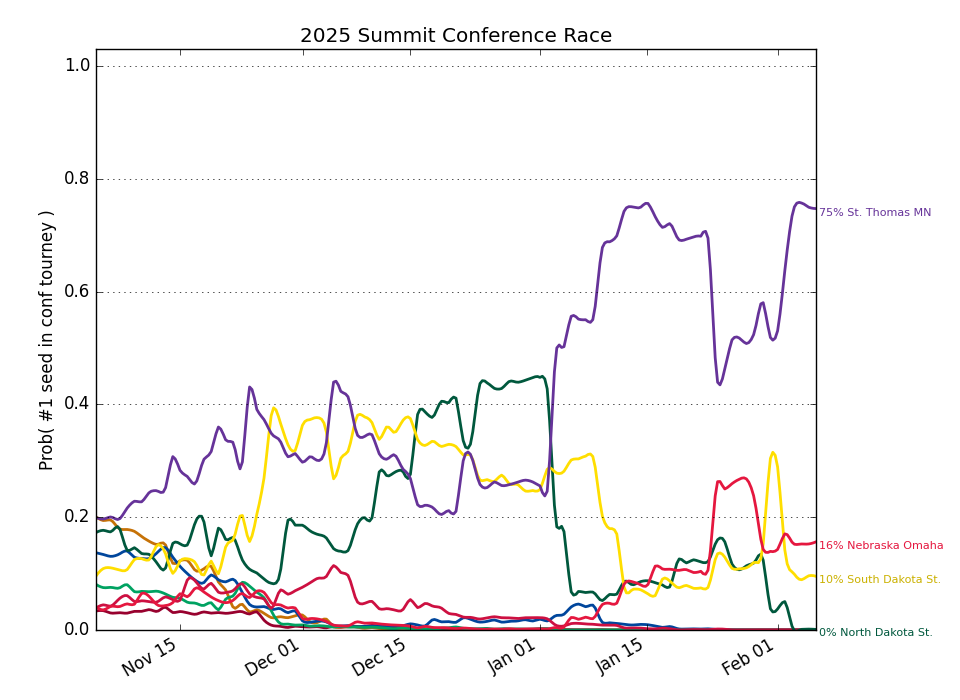 2025 Summit Conference Race
Prob( #1 seed in conf tourney )
1.0
0.8
0.6
0.4
0.2
0.0
Nov 15
Dec 01
Dec 15
Jan 01
Jan 15
Feb 01
75% St. Thomas MN
16% Nebraska Omaha
10% South Dakota St.
0% North Dakota St.